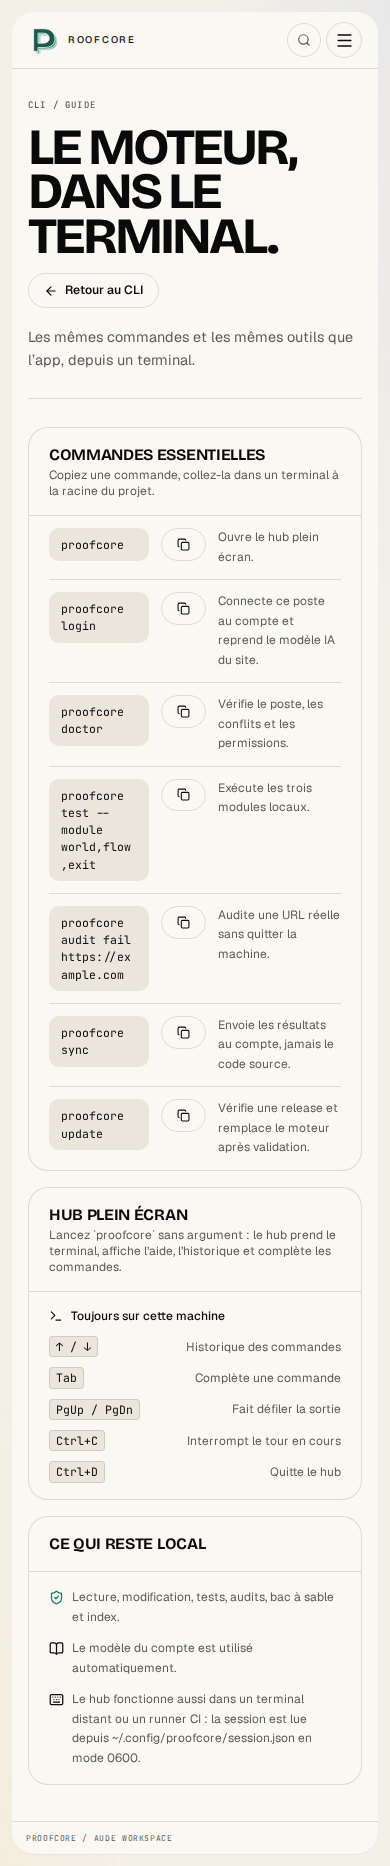 ROOFCORE
CLI / GUIDE
LE MOTEUR,
DANS LE
TERMINAL.
← Retour au CLI
Les mêmes commandes et les mêmes outils que
l'app, depuis un terminal.
COMMANDES ESSENTIELLES
Copiez une commande, collez-la dans un terminal à
la racine du projet.
proofcore
Ouvre le hub plein
écran.
proofcore
login
Connecte ce poste
au compte et
reprend le modèle IA
du site.
proofcore
doctor
Vérifie le poste, les
conflits et les
permissions.
proofcore
test --
module
world,flow
,exit
Exécute les trois
modules locaux.
proofcore
audit fail
https://ex
ample.com
Audite une URL réelle
sans quitter la
machine.
proofcore
sync
Envoie les résultats
au compte, jamais le
code source.
proofcore
update
Vérifie une release et
remplace le moteur
après validation.
HUB PLEIN ÉCRAN
Lancez `proofcore` sans argument : le hub prend le
terminal, affiche l'aide, l'historique et complète les
commandes.
Toujours sur cette machine
↑ / ↓ Historique des commandes
Tab Complète une commande
PgUp / PgDn Fait défiler la sortie
Ctrl+C Interrompt le tour en cours
Ctrl+D Quitte le hub
CE QUI RESTE LOCAL
Lecture, modification, tests, audits, bac à sable
et index.
Le modèle du compte est utilisé
automatiquement.
Le hub fonctionne aussi dans un terminal
distant ou un runner CI : la session est lue
depuis ~/.config/proofcore/session.json en
mode 0600.
PROOFCORE / AUDE WORKSPACE